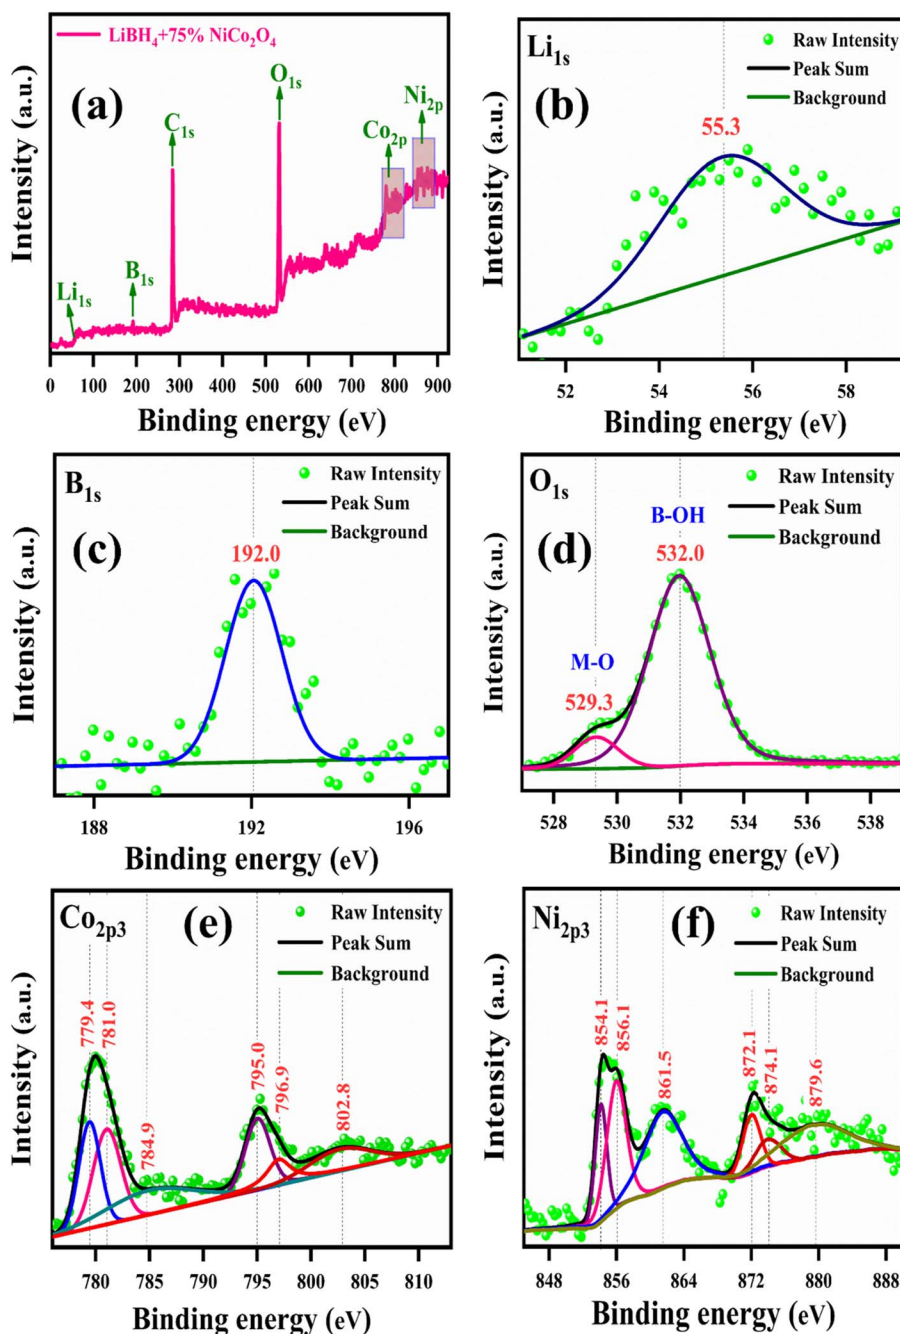 LiBH4+75% NiCo2O4
(a)
Li1s
B1s
C1s
O1s
Co2p
Ni2p
Intensity (a.u.)
0 100 200 300 400 500 600 700 800 900
Binding energy (eV)
Li1s
(b)
Raw Intensity
Peak Sum
Background
55.3
Intensity (a.u.)
52 54 56 58
Binding energy (eV)
B1s
(c)
Raw Intensity
Peak Sum
Background
192.0
Intensity (a.u.)
188 192 196
Binding energy (eV)
O1s
(d)
Raw Intensity
Peak Sum
Background
B-OH
532.0
M-O
529.3
Intensity (a.u.)
528 530 532 534 536 538
Binding energy (eV)
Co2p3
(e)
Raw Intensity
Peak Sum
Background
779.4
781.0
784.9
795.0
796.9
802.8
Intensity (a.u.)
780 785 790 795 800 805 810
Binding energy (eV)
Ni2p3
(f)
Raw Intensity
Peak Sum
Background
854.1
856.1
861.5
872.1
874.1
879.6
Intensity (a.u.)
848 856 864 872 880 888
Binding energy (eV)